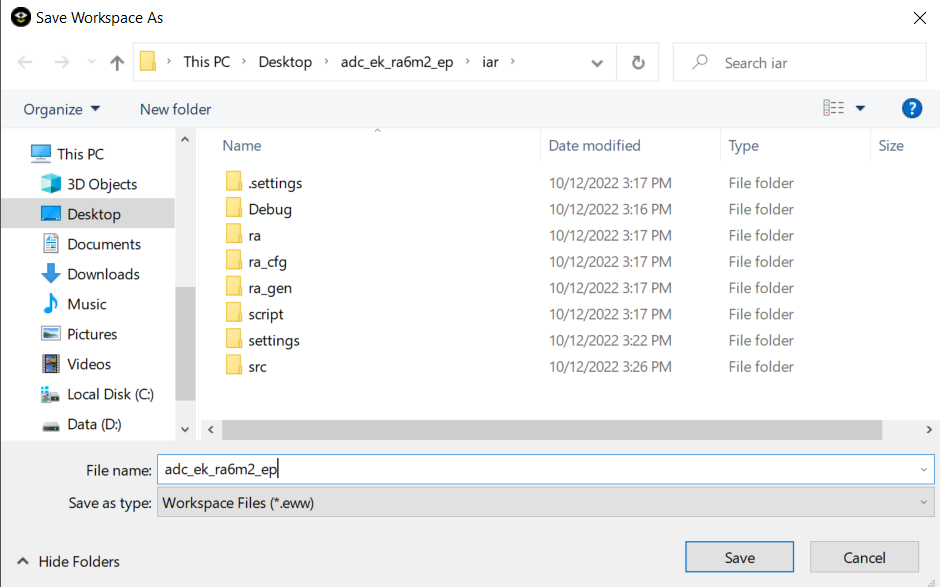 Save Workspace As
This PC Desktop adc_ek_ra6m2_ep iar Search iar
Organize New folder ?
Name Date modified Type Size
This PC
3D Objects
Desktop
Documents
Downloads
Music
Pictures
Videos
Local Disk (C:)
Data (D:)
.settings 10/12/2022 3:17 PM File folder
Debug 10/12/2022 3:16 PM File folder
ra 10/12/2022 3:17 PM File folder
ra_cfg 10/12/2022 3:17 PM File folder
ra_gen 10/12/2022 3:17 PM File folder
script 10/12/2022 3:17 PM File folder
settings 10/12/2022 3:22 PM File folder
src 10/12/2022 3:26 PM File folder
File name: adc_ek_ra6m2_ep
Save as type: Workspace Files (*.eww)
Hide Folders Save Cancel